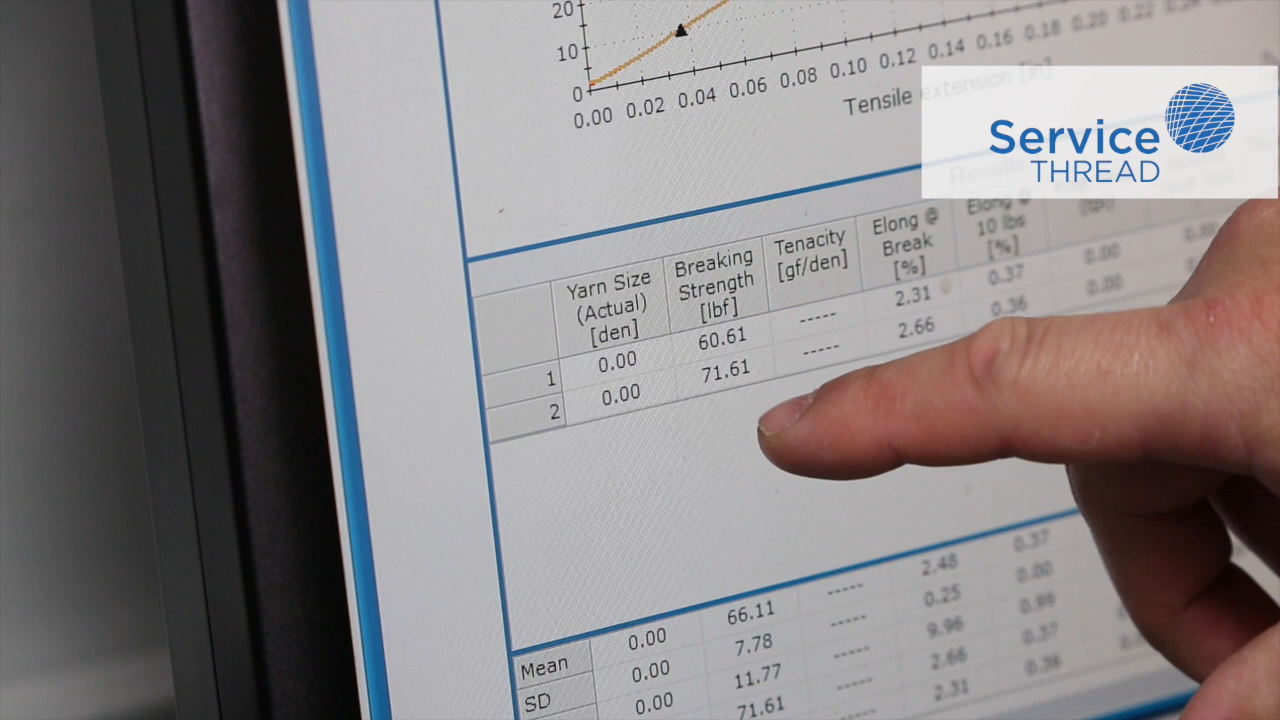 20
10
0
0.00 0.02 0.04 0.06 0.08 0.10 0.12 0.14 0.16 0.18 0.20 0.22
Tensile extension [in]
Service
THREAD
Yarn Size (Actual) [den]
Breaking Strength [lbf]
Tenacity [gf/den]
Elong @ Break [%]
Elong @ 10 lbs [%]
1 0.00 60.61 ----- 2.31 0.37 0.00 0.00
2 0.00 71.61 ----- 2.66 0.36 0.00
Mean 0.00 66.11 ----- 2.48 0.37
SD 0.00 7.78 ----- 0.25 0.00
0.00 11.77 ----- 9.96 0.98
71.61 ----- 2.66 0.37
2.31 0.36